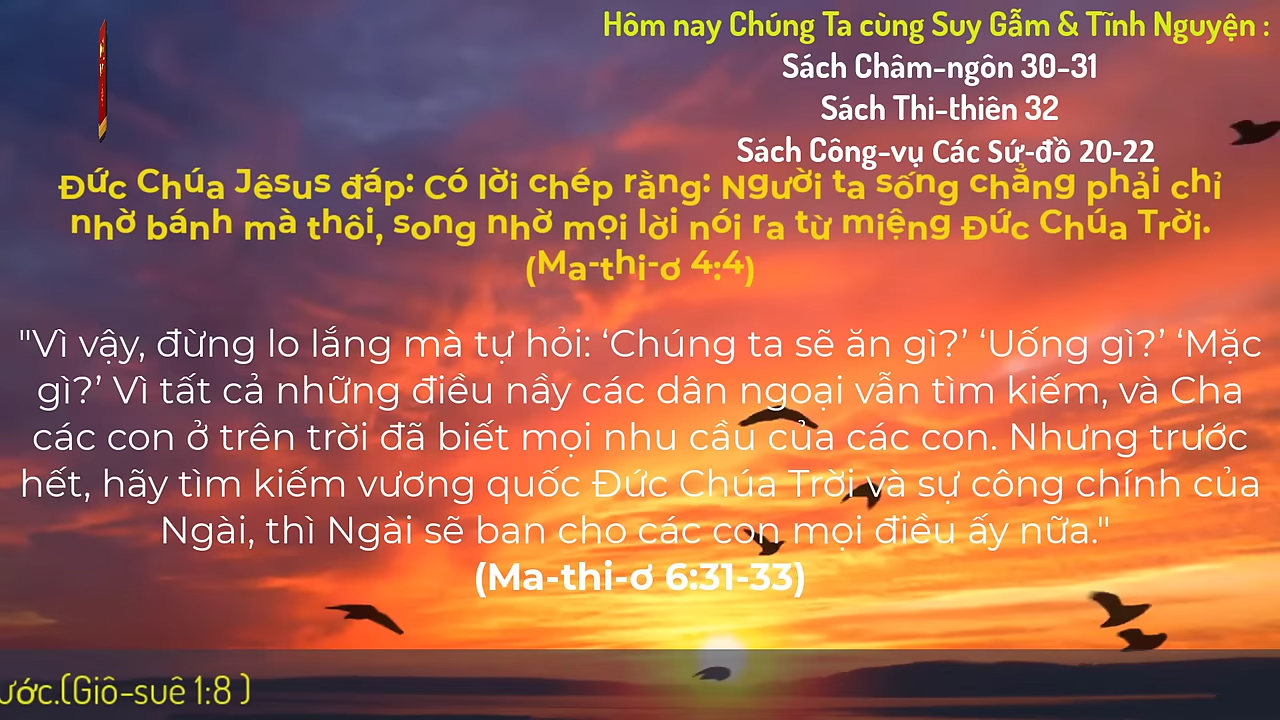 Hôm nay Chúng Ta cùng Suy Gẫm & Tĩnh Nguyện :
Sách Châm-ngôn 30-31
Sách Thi-thiên 32
Sách Công-vụ Các Sứ-đồ 20-22
Đức Chúa Jêsus đáp: Có lời chép rằng: Người ta sống chẳng phải chỉ
nhờ bánh mà thôi, song nhờ mọi lời nói ra từ miệng Đức Chúa Trời.
(Ma-thi-ơ 4:4)
"Vì vậy, đừng lo lắng mà tự hỏi: ‘Chúng ta sẽ ăn gì?’ ‘Uống gì?’ ‘Mặc
gì?’ Vì tất cả những điều nầy các dân ngoại vẫn tìm kiếm, và Cha
các con ở trên trời đã biết mọi nhu cầu của các con. Nhưng trước
hết, hãy tìm kiếm vương quốc Đức Chúa Trời và sự công chính của
Ngài, thì Ngài sẽ ban cho các con mọi điều ấy nữa."
(Ma-thi-ơ 6:31-33)
ước.(Giô-suê 1:8 )